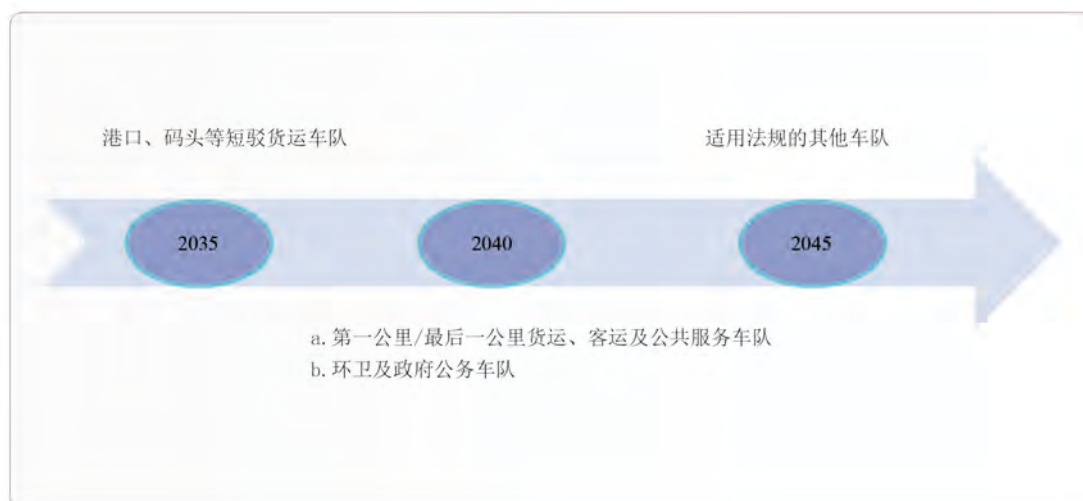 港口、码头等短驳货运车队
适用法规的其他车队
2035
2040
2045
a. 第一公里/最后一公里货运、客运及公共服务车队
b. 环卫及政府公务车队